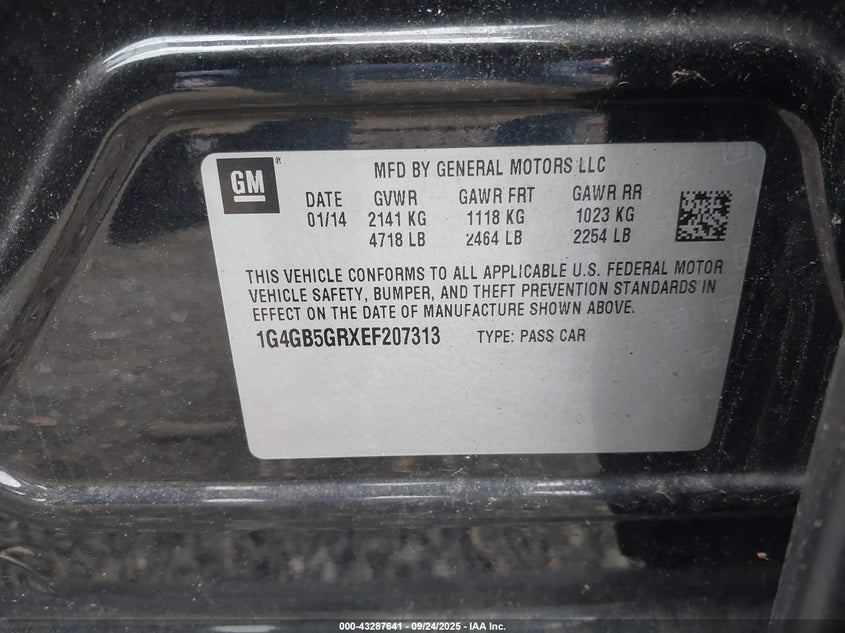 GM ®
MFD BY GENERAL MOTORS LLC
DATE GVWR GAWR FRT GAWR RR
01/14 2141 KG 1118 KG 1023 KG
4718 LB 2464 LB 2254 LB
THIS VEHICLE CONFORMS TO ALL APPLICABLE U.S. FEDERAL MOTOR
VEHICLE SAFETY, BUMPER, AND THEFT PREVENTION STANDARDS IN
EFFECT ON THE DATE OF MANUFACTURE SHOWN ABOVE.
1G4GB5GRXEF207313 TYPE: PASS CAR
000-43287641 - 09/24/2025 - IAA Inc.